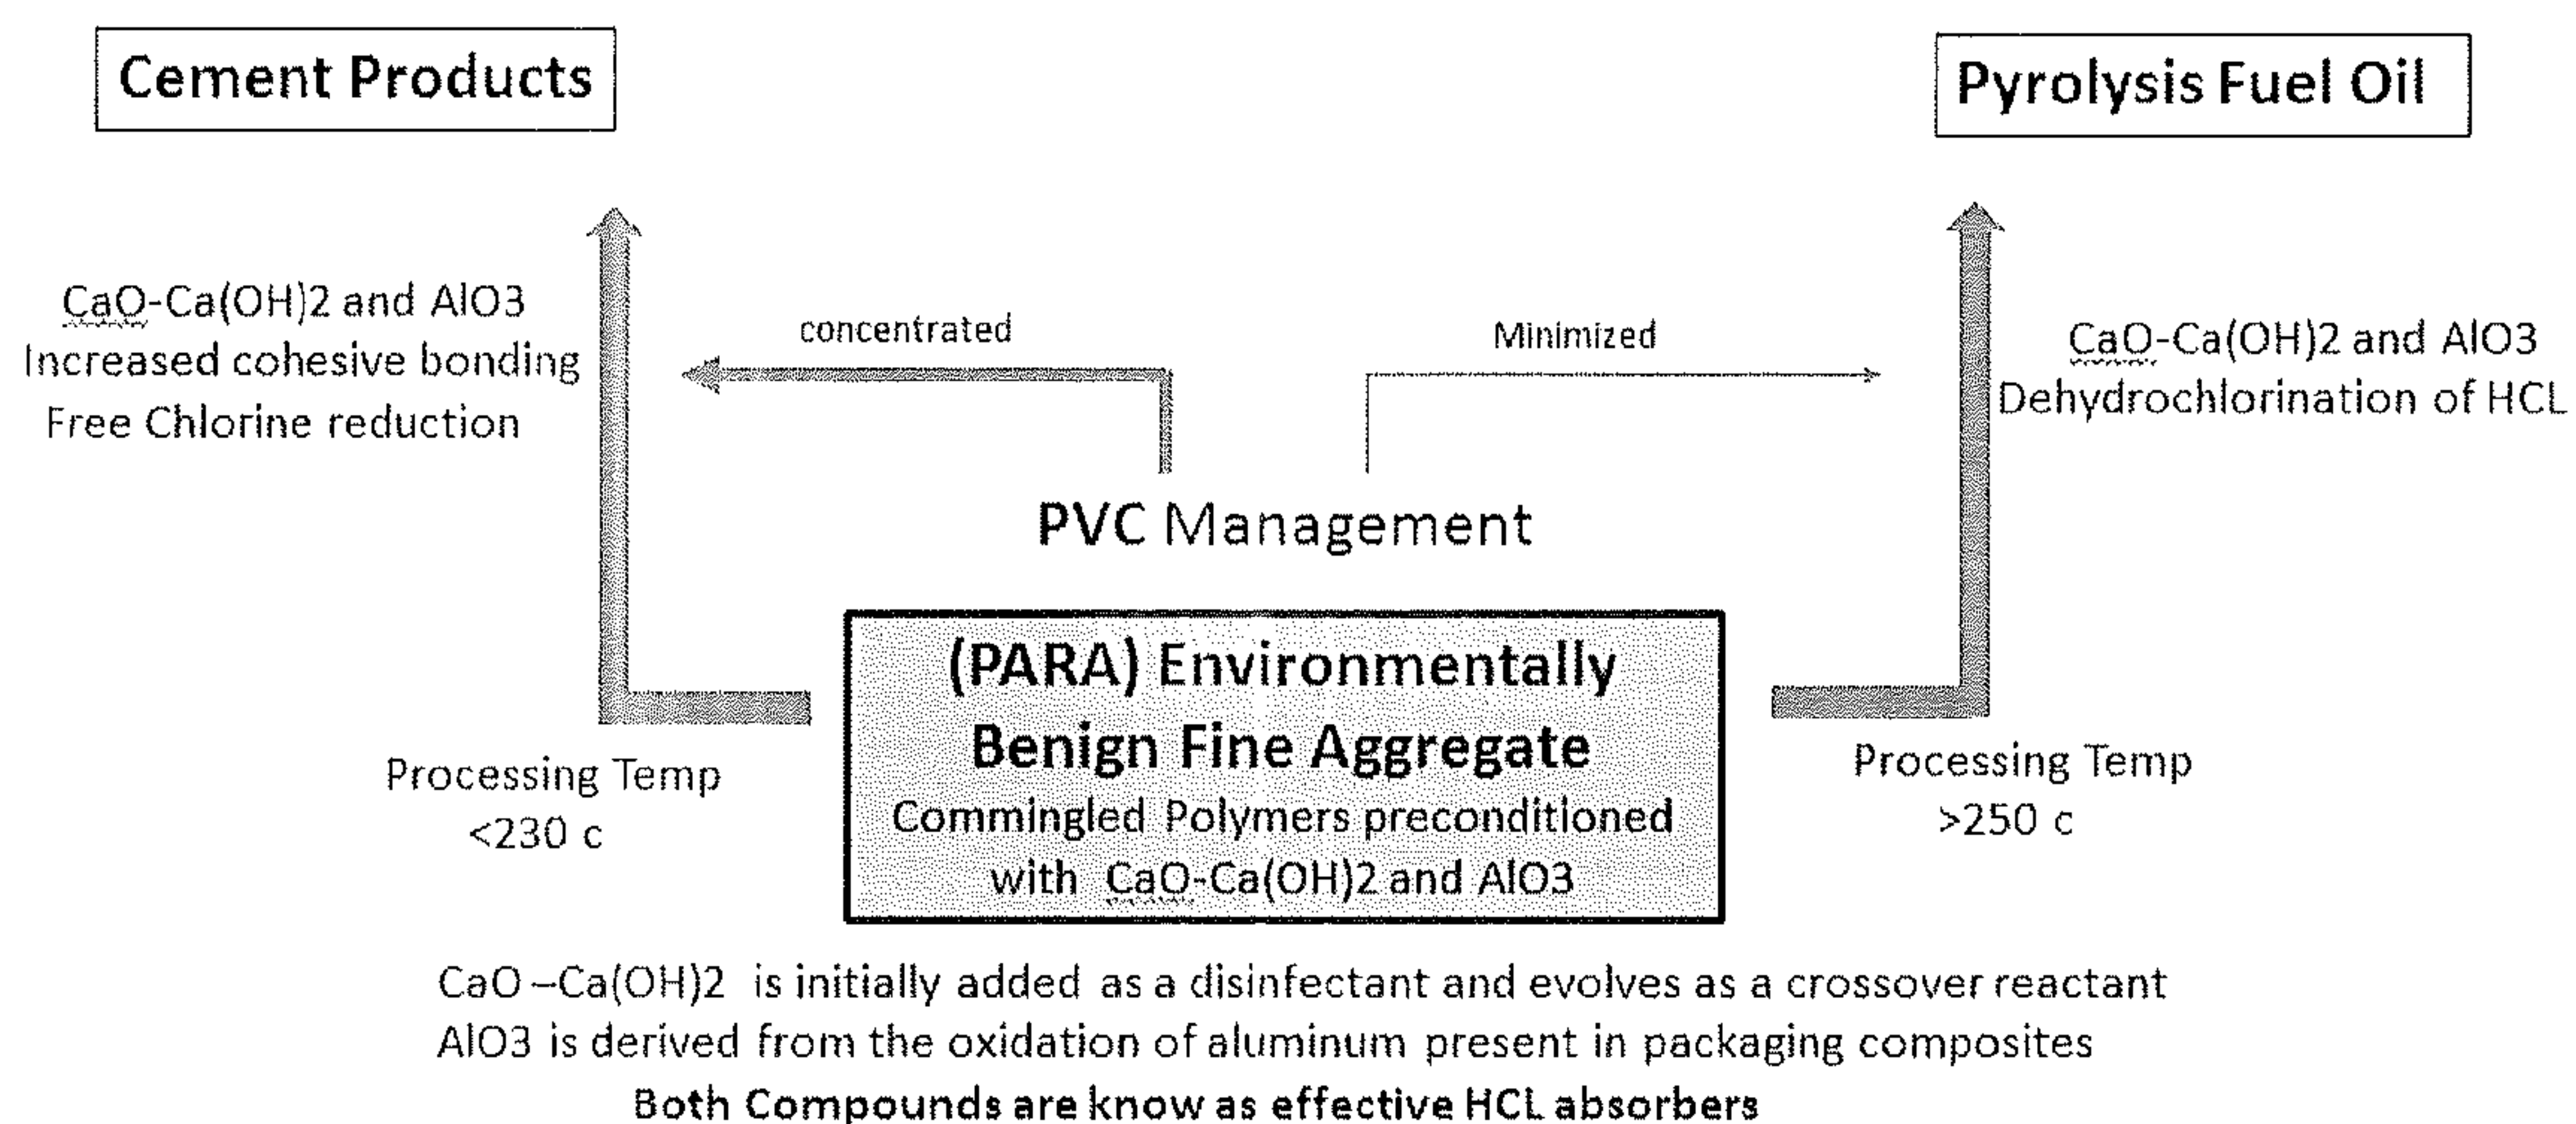 Cement Products
Pyrolysis Fuel Oil
CaO-Ca(OH)2 and AlO3
Increased cohesive bonding
Free Chlorine reduction
concentrated
Minimized
CaO-Ca(OH)2 and AlO3
Dehydrochlorination of HCL
PVC Management
(PARA) Environmentally
Benign Fine Aggregate
Commingled Polymers preconditioned
with CaO-Ca(OH)2 and AlO3
Processing Temp
<230 c
Processing Temp
>250 c
CaO –Ca(OH)2 is initially added as a disinfectant and evolves as a crossover reactant
AlO3 is derived from the oxidation of aluminum present in packaging composites
Both Compounds are know as effective HCL absorbers